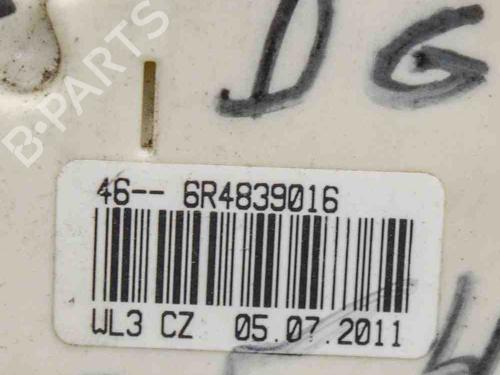 B-PARTS
DG
46-- 6R4839016
WL3 CZ 05.07.2011